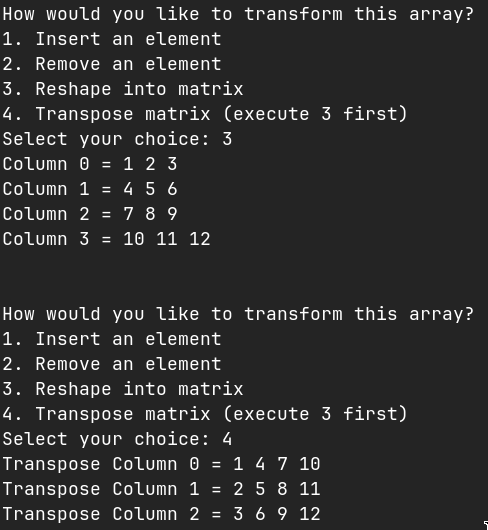 How would you like to transform this array?
1. Insert an element
2. Remove an element
3. Reshape into matrix
4. Transpose matrix (execute 3 first)
Select your choice: 3
Column 0 = 1 2 3
Column 1 = 4 5 6
Column 2 = 7 8 9
Column 3 = 10 11 12
How would you like to transform this array?
1. Insert an element
2. Remove an element
3. Reshape into matrix
4. Transpose matrix (execute 3 first)
Select your choice: 4
Transpose Column 0 = 1 4 7 10
Transpose Column 1 = 2 5 8 11
Transpose Column 2 = 3 6 9 12